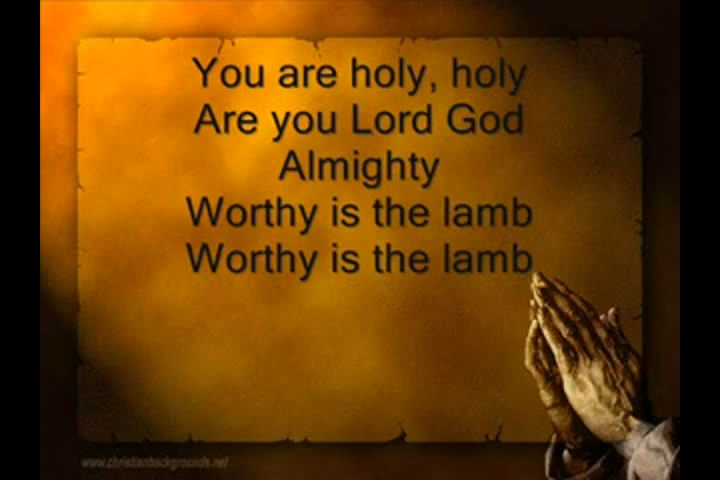 You are holy, holy
Are you Lord God
Almighty
Worthy is the lamb
Worthy is the lamb
www.christianbackgrounds.net